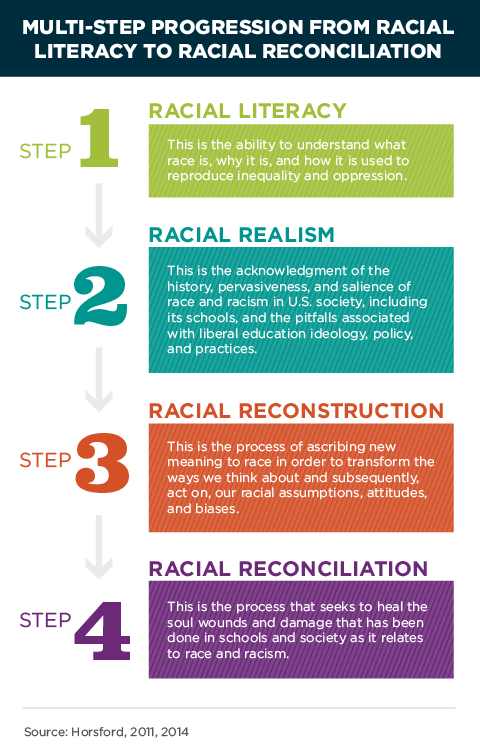 MULTI-STEP PROGRESSION FROM RACIAL
LITERACY TO RACIAL RECONCILIATION
STEP 1
RACIAL LITERACY
This is the ability to understand what
race is, why it is, and how it is used to
reproduce inequality and oppression.
STEP 2
RACIAL REALISM
This is the acknowledgment of the
history, pervasiveness, and salience of
race and racism in U.S. society, including
its schools, and the pitfalls associated
with liberal education ideology, policy,
and practices.
STEP 3
RACIAL RECONSTRUCTION
This is the process of ascribing new
meaning to race in order to transform the
ways we think about and subsequently,
act on, our racial assumptions, attitudes,
and biases.
STEP 4
RACIAL RECONCILIATION
This is the process that seeks to heal the
soul wounds and damage that has been
done in schools and society as it relates
to race and racism.
Source: Horsford, 2011, 2014